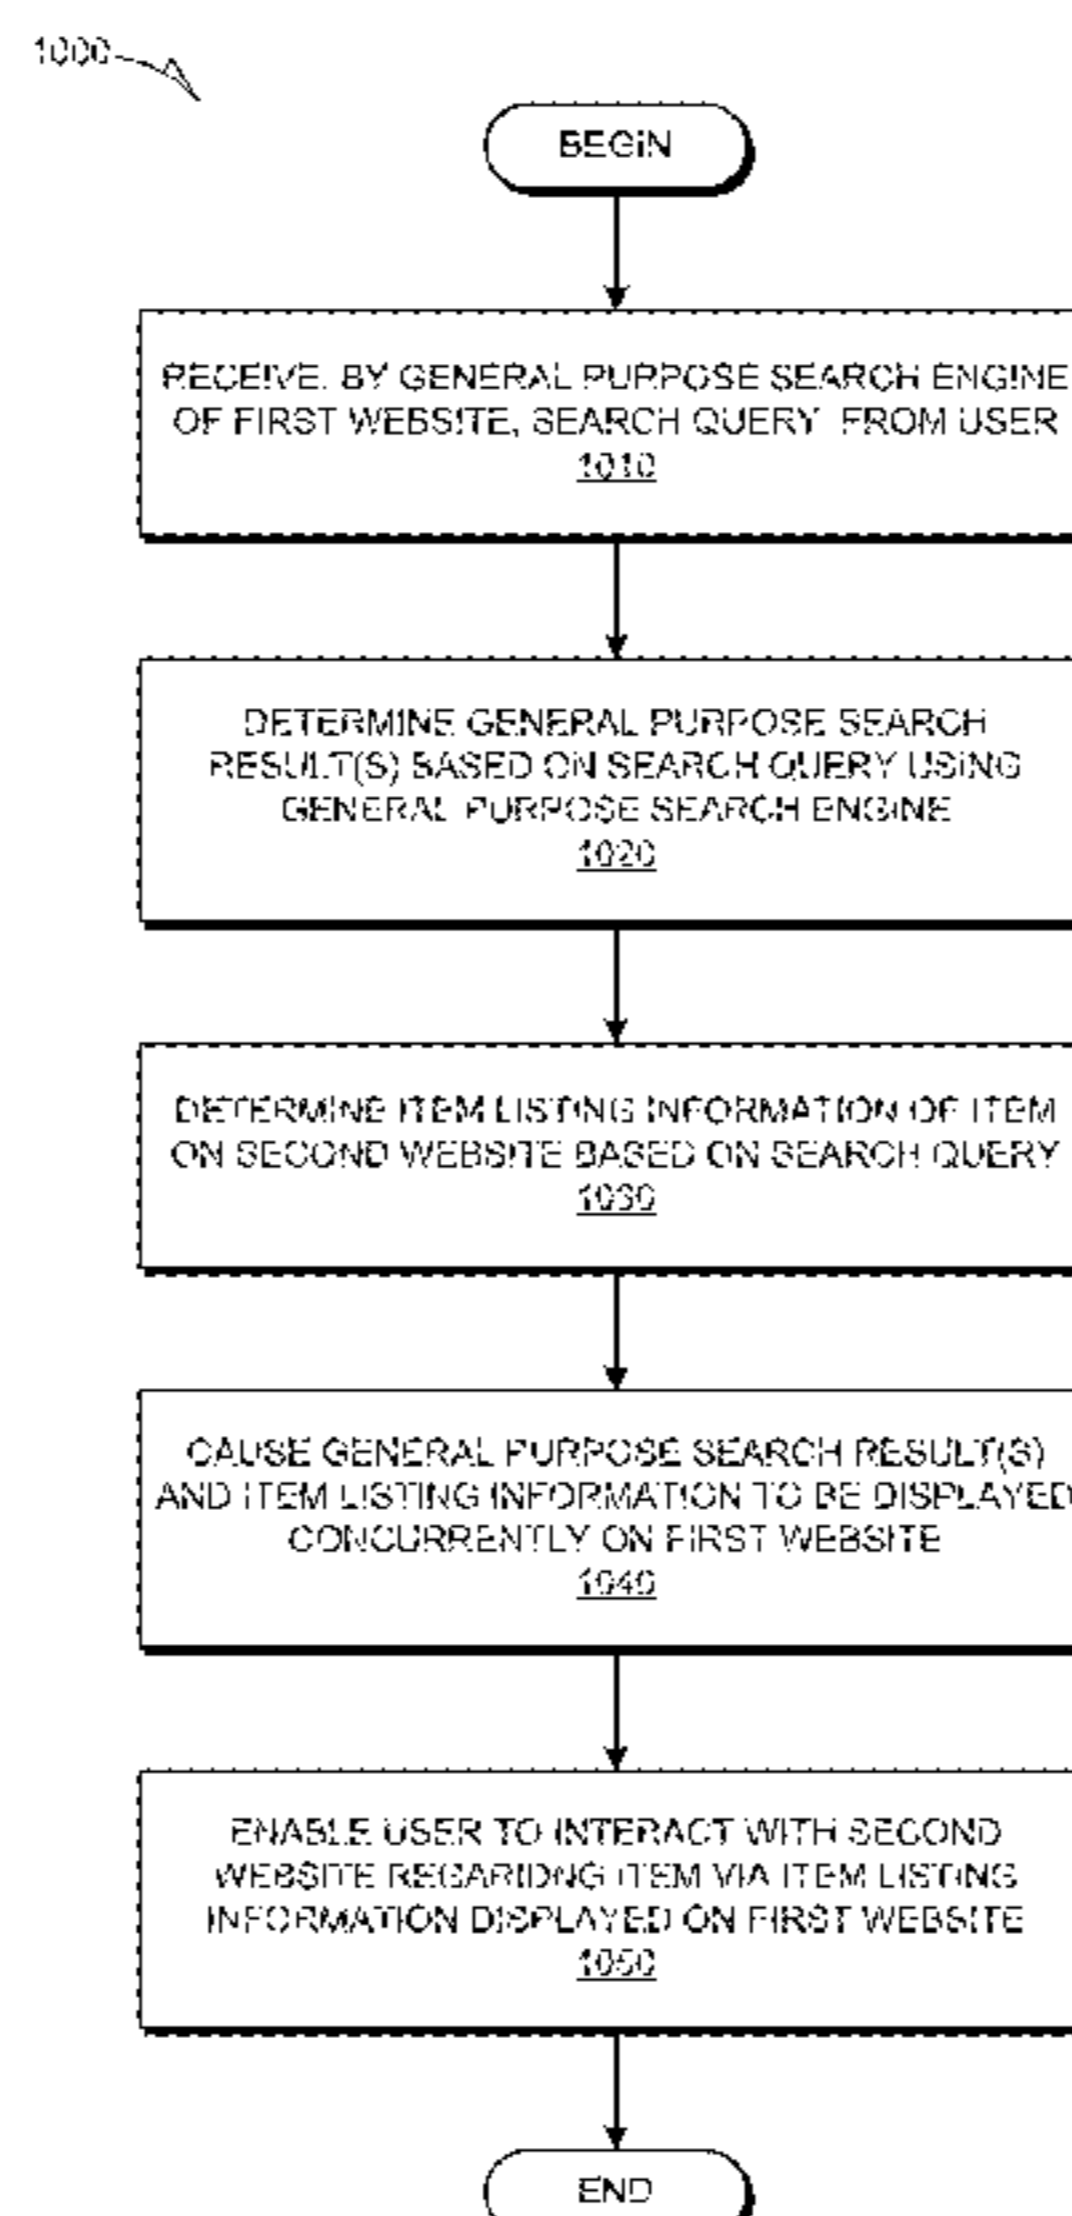 1000
BEGIN
RECEIVE, BY GENERAL PURPOSE SEARCH ENGINE
OF FIRST WEBSITE, SEARCH QUERY FROM USER
1010
DETERMINE GENERAL PURPOSE SEARCH
RESULT(S) BASED ON SEARCH QUERY USING
GENERAL PURPOSE SEARCH ENGINE
1020
DETERMINE ITEM LISTING INFORMATION OF ITEM
ON SECOND WEBSITE BASED ON SEARCH QUERY
1030
CAUSE GENERAL PURPOSE SEARCH RESULT(S)
AND ITEM LISTING INFORMATION TO BE DISPLAYED
CONCURRENTLY ON FIRST WEBSITE
1040
ENABLE USER TO INTERACT WITH SECOND
WEBSITE REGARIDNG ITEM VIA ITEM LISTING
INFORMATION DISPLAYED ON FIRST WEBSITE
1050
END